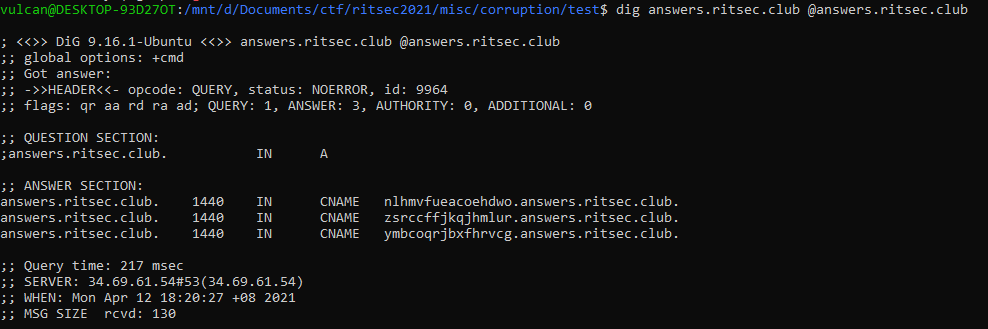 vulcan@DESKTOP-93D27OT:/mnt/d/Documents/ctf/ritsec2021/misc/corruption/test$ dig answers.ritsec.club @answers.ritsec.club
; <<>> DiG 9.16.1-Ubuntu <<>> answers.ritsec.club @answers.ritsec.club
;; global options: +cmd
;; Got answer:
;; ->>HEADER<<- opcode: QUERY, status: NOERROR, id: 9964
;; flags: qr aa rd ra ad; QUERY: 1, ANSWER: 3, AUTHORITY: 0, ADDITIONAL: 0
;; QUESTION SECTION:
;answers.ritsec.club. IN A
;; ANSWER SECTION:
answers.ritsec.club. 1440 IN CNAME nlhmvfueacoehdwo.answers.ritsec.club.
answers.ritsec.club. 1440 IN CNAME zsrccffjkqjhmlur.answers.ritsec.club.
answers.ritsec.club. 1440 IN CNAME ymbcoqrjbxfhrvcg.answers.ritsec.club.
;; Query time: 217 msec
;; SERVER: 34.69.61.54#53(34.69.61.54)
;; WHEN: Mon Apr 12 18:20:27 +08 2021
;; MSG SIZE rcvd: 130